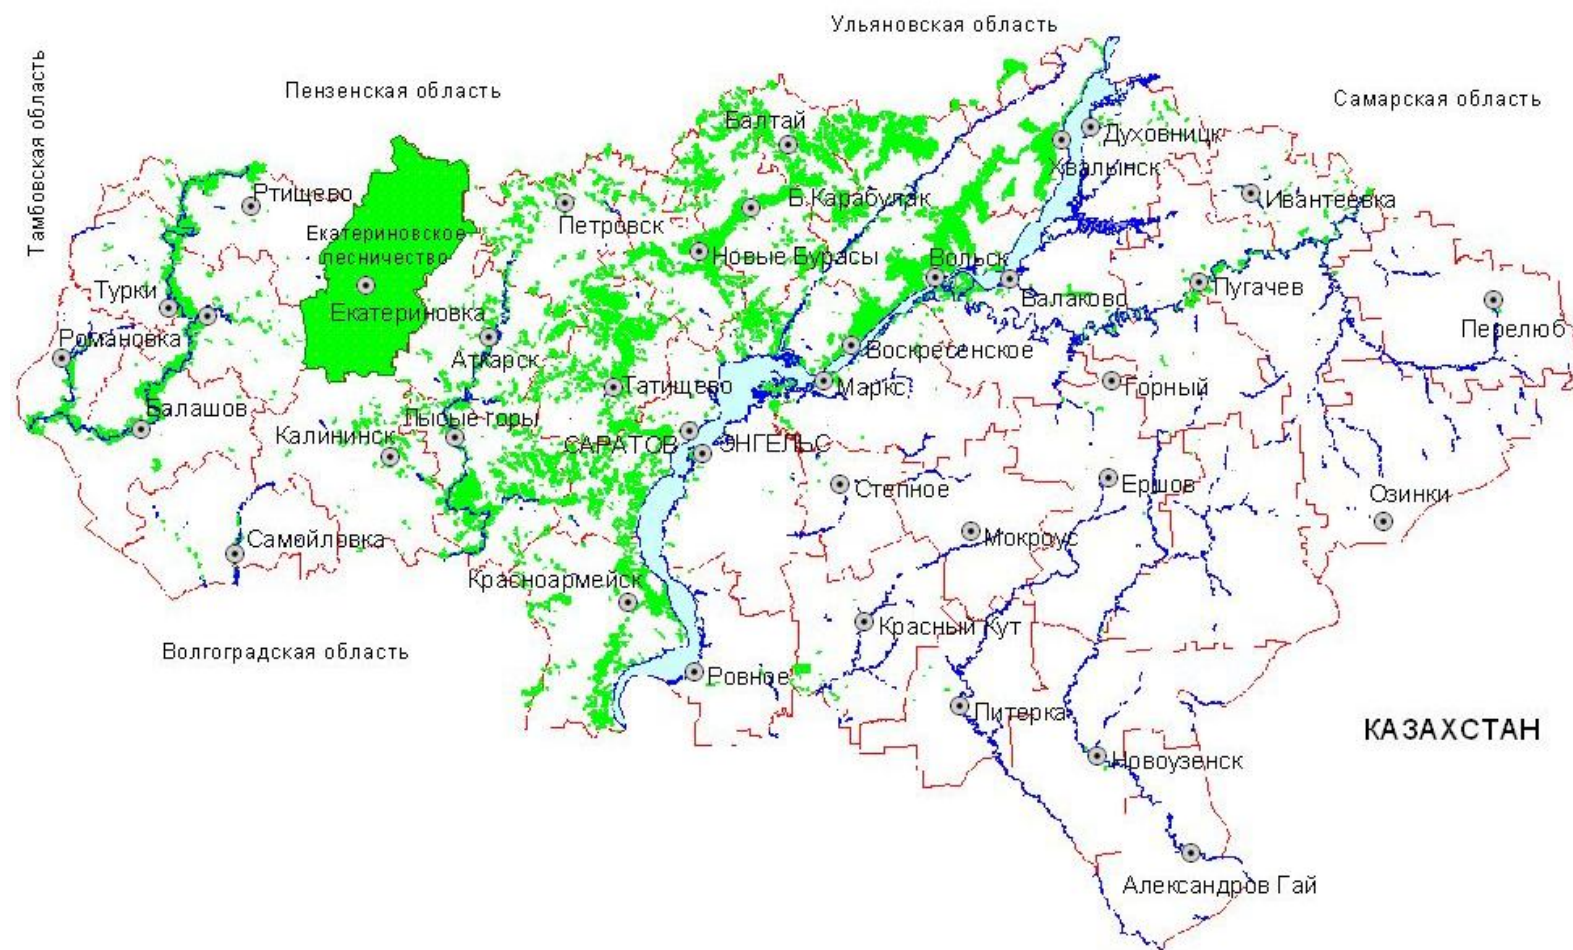 Ульяновская область
Тамбовская область
Пензенская область
Самарская область
Балтай
Духовницк
Хвалынск
Ртищево
Б.Карабулак
Ивантеевка
Петровск
Екатериновское
лесничество
Новые Бурасы
Вольск
Турки
Балаково
Пугачев
Екатериновка
Перелюб
Романовка
Аткарск
Воскресенское
Татищево
Маркс
Горный
Балашов
Лысые горы
Калининск
САРАТОВ
ЭНГЕЛЬС
Степное
Ершов
Озинки
Самойловка
Мокроус
Красноармейск
Красный Кут
Волгоградская область
Ровное
Питерка
КАЗАХСТАН
Новоузенск
Александров Гай